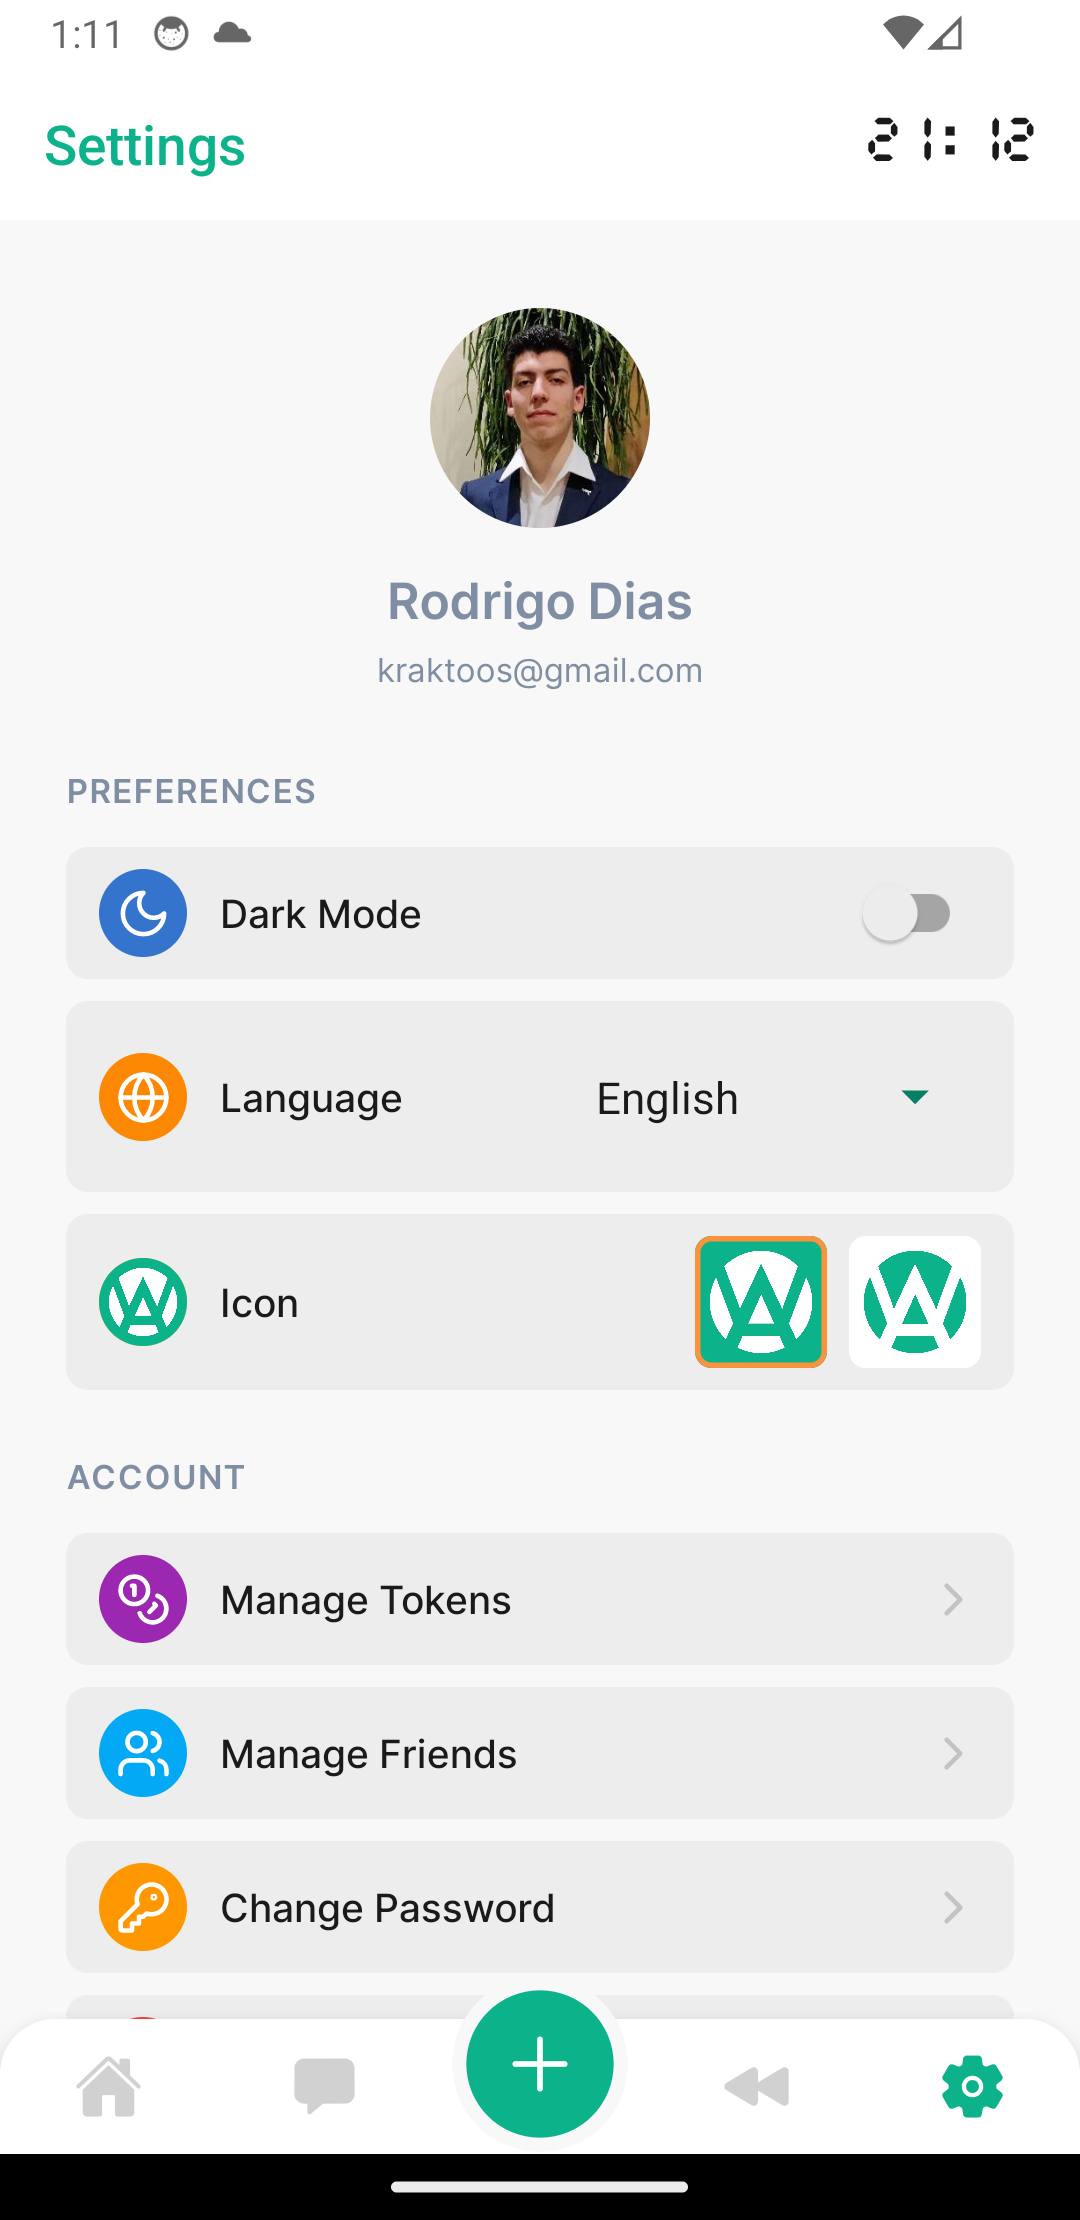 1:11
Settings
21:12
Rodrigo Dias
kraktoos@gmail.com
PREFERENCES
Dark Mode
Language
English
Icon
ACCOUNT
Manage Tokens
Manage Friends
Change Password